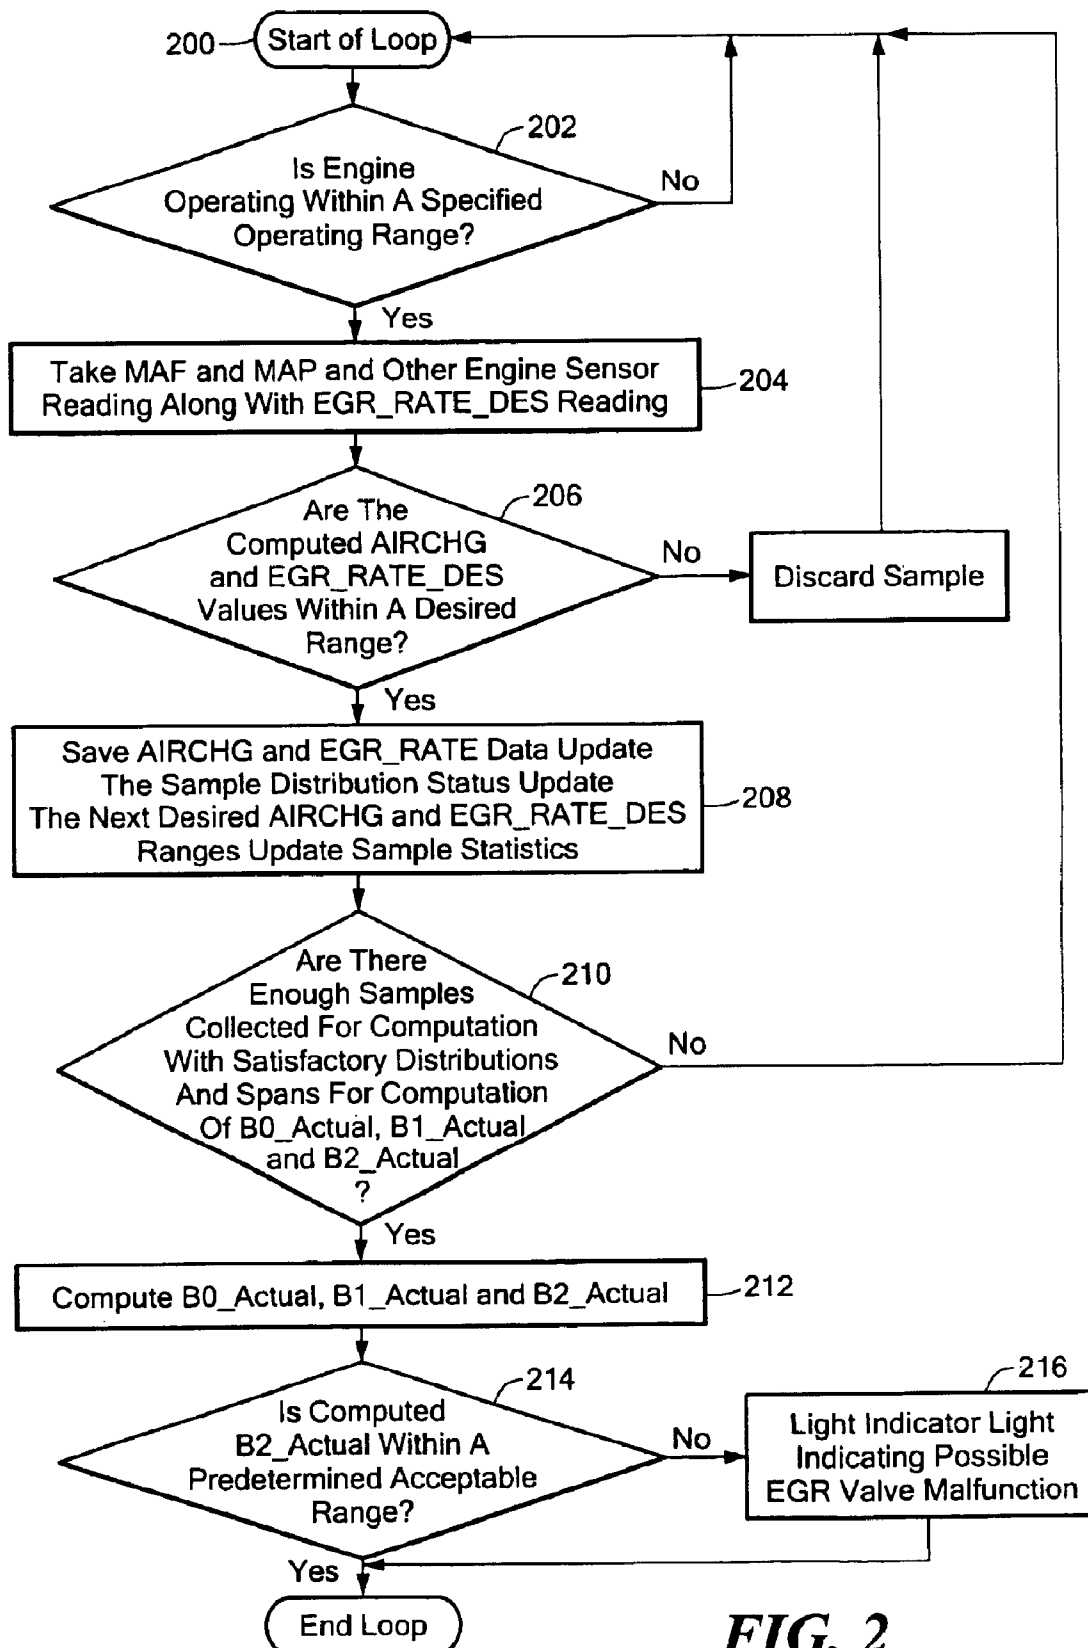 200
Start of Loop
202
Is Engine
Operating Within A Specified
Operating Range?
No
Yes
Take MAF and MAP and Other Engine Sensor
Reading Along With EGR_RATE_DES Reading
204
206
Are The
Computed AIRCHG
and EGR_RATE_DES
Values Within A Desired
Range?
No
Discard Sample
Yes
Save AIRCHG and EGR_RATE Data Update
The Sample Distribution Status Update
The Next Desired AIRCHG and EGR_RATE_DES
Ranges Update Sample Statistics
208
210
Are There
Enough Samples
Collected For Computation
With Satisfactory Distributions
And Spans For Computation
Of B0_Actual, B1_Actual
and B2_Actual
?
No
Yes
Compute B0_Actual, B1_Actual and B2_Actual
212
214
Is Computed
B2_Actual Within A
Predetermined Acceptable
Range?
No
216
Light Indicator Light
Indicating Possible
EGR Valve Malfunction
Yes
End Loop
FIG. 2